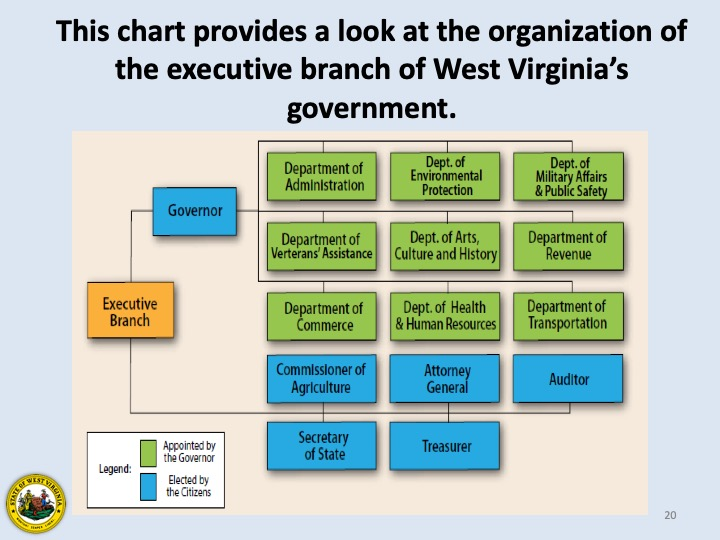 This chart provides a look at the organization of
the executive branch of West Virginia's
government.
Department of
Administration
Dept. of
Environmental
Protection
Dept. of
Military Affairs
& Public Safety
Governor
Department of
Verterans' Assistance
Dept. of Arts,
Culture and History
Department of
Revenue
Executive
Branch
Department of
Commerce
Dept. of Health
& Human Resources
Department of
Transportation
Commissioner of
Agriculture
Attorney
General
Auditor
Secretary
of State
Treasurer
Legend:
Appointed by
the Governor
Elected by
the Citizens
STATE OF WEST VIRGINIA
20